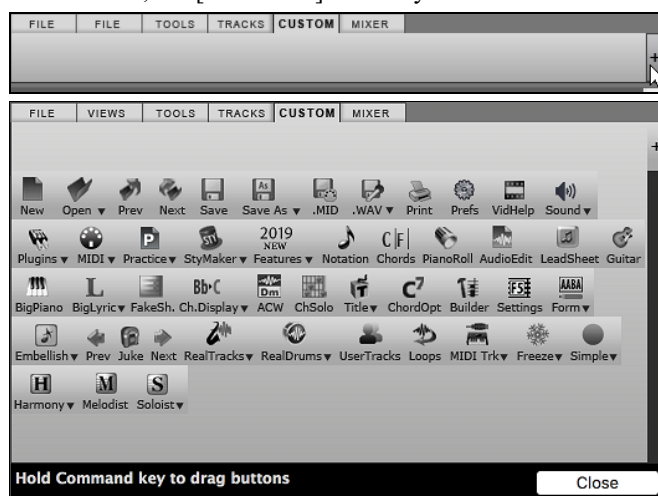 FILE FILE TOOLS TRACKS CUSTOM MIXER
+
FILE VIEWS TOOLS TRACKS CUSTOM MIXER
+
New Open Prev Next Save Save As .MID .WAV Print Prefs VidHelp Sound
2019
NEW
Plugins MIDI Practice StyMaker Features Notation Chords PianoRoll AudioEdit LeadSheet Guitar
BigPiano BigLyric FakeSh. Ch.Display ACW ChSolo Title ChordOpt Builder Settings Form
Embellish Prev Juke Next RealTracks RealDrums UserTracks Loops MIDI Trk Freeze Simple
Harmony Melodist Soloist
Hold Command key to drag buttons
Close